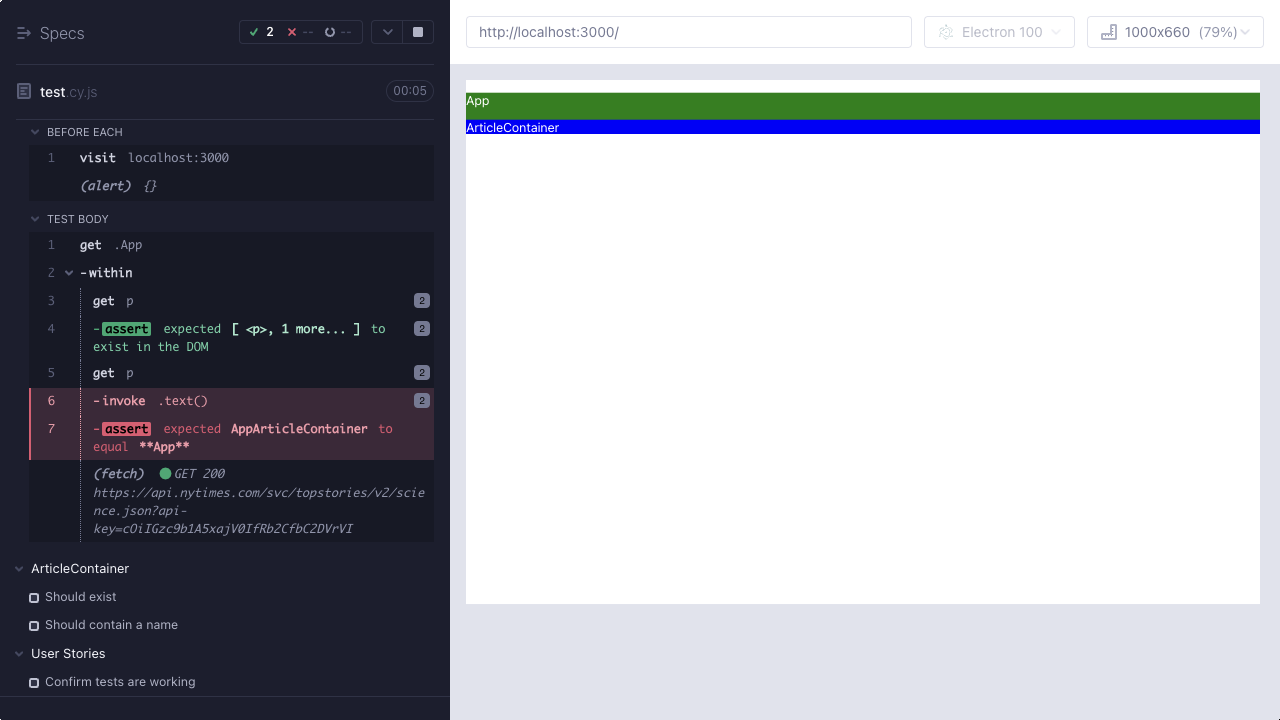 Specs
2 -- --
test.cy.js 00:05
BEFORE EACH
1 visit localhost:3000
(alert) {}
TEST BODY
1 get .App
2 -within
3 get p 2
4 -assert expected [ <p>, 1 more... ] to 2
exist in the DOM
5 get p 2
6 -invoke .text() 2
7 -assert expected AppArticleContainer to
equal **App**
(fetch) GET 200
https://api.nytimes.com/svc/topstories/v2/scie
nce.json?api-
key=cOiIGzc9b1A5xajV0IfRb2CfbC2DVrVI
ArticleContainer
Should exist
Should contain a name
User Stories
Confirm tests are working
http://localhost:3000/
Electron 100
1000x660 (79%)
App
ArticleContainer